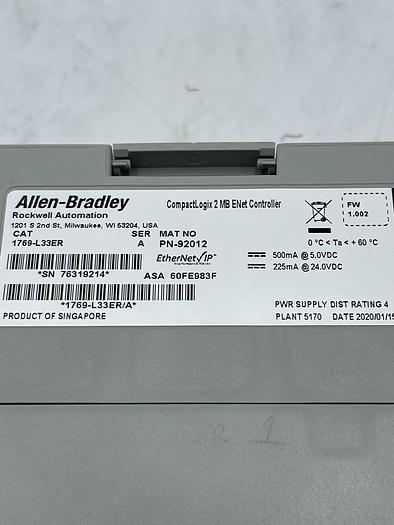 Allen-Bradley
Rockwell Automation
1201 S 2nd St, Milwaukee, WI 53204, USA
CAT SER MAT NO
1769-L33ER A PN-92012
CompactLogix 2 MB ENet Controller
FW
1.002
0 °C < Ta < + 60 °C
EtherNet/IP
500mA @ 5.0VDC
225mA @ 24.0VDC
*SN 76319214*
ASA 60FE983F
*1769-L33ER/A*
PRODUCT OF SINGAPORE
PWR SUPPLY DIST RATING 4
PLANT 5170 DATE 2020/01/15